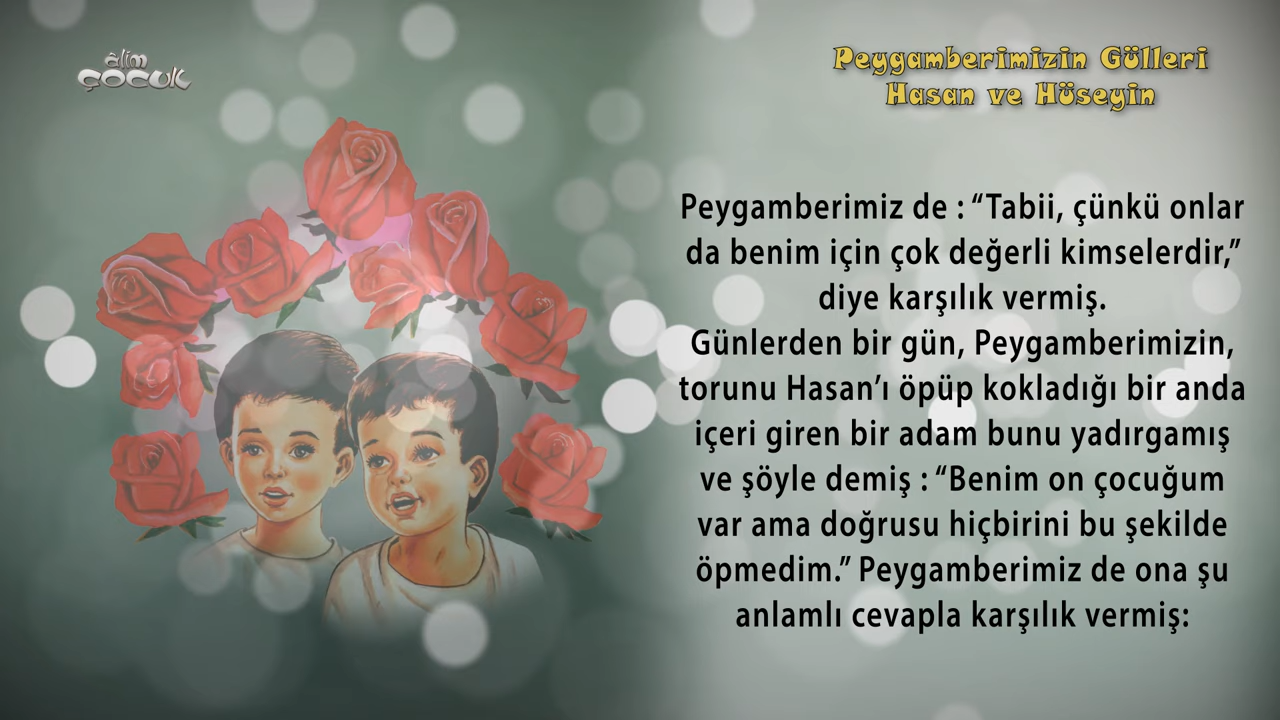 âlim
ÇOCUK
Peygamberimizin Gülleri
Hasan ve Hüseyin
Peygamberimiz de : “Tabii, çünkü onlar
da benim için çok değerli kimselerdir,”
diye karşılık vermiş.
Günlerden bir gün, Peygamberimizin,
torunu Hasan’ı öpüp kokladığı bir anda
içeri giren bir adam bunu yadırgamış
ve şöyle demiş : “Benim on çocuğum
var ama doğrusu hiçbirini bu şekilde
öpmedim.” Peygamberimiz de ona şu
anlamlı cevapla karşılık vermiş: